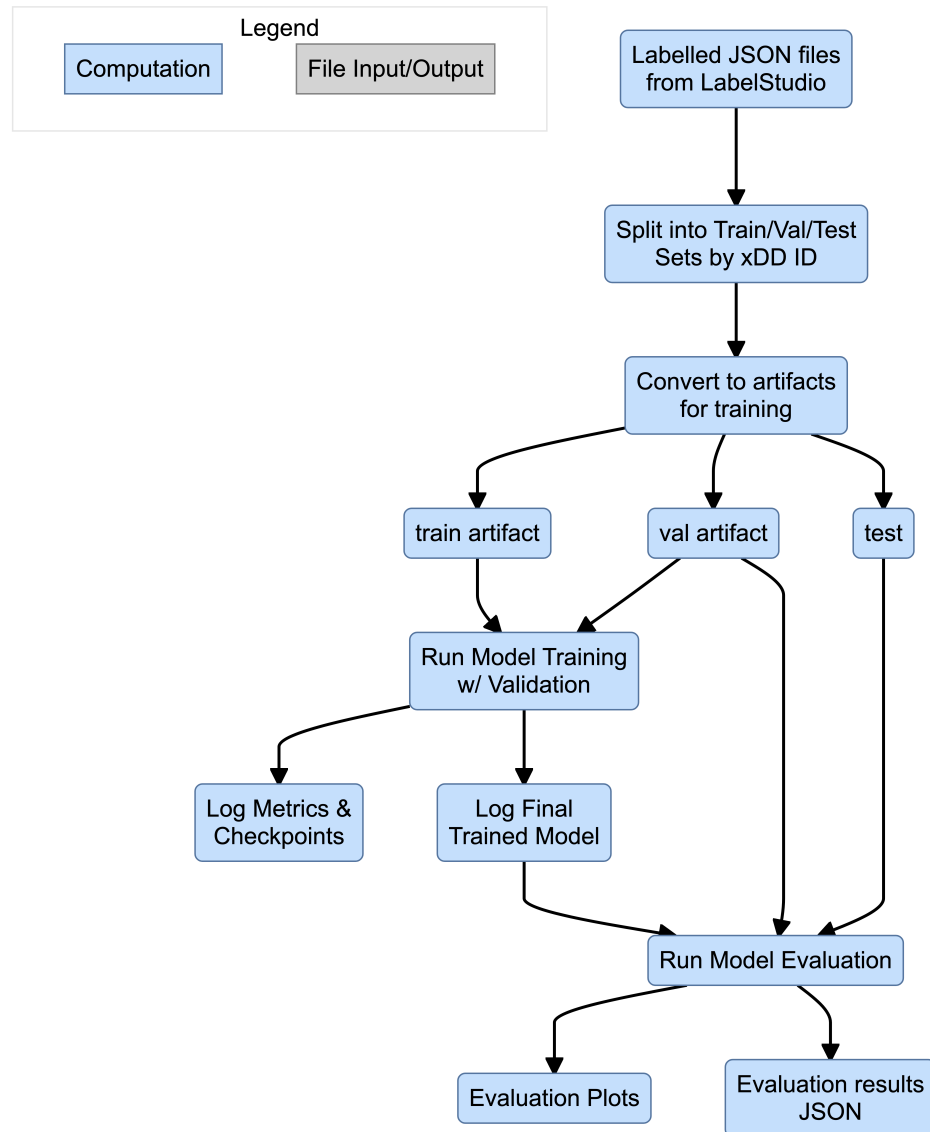 Legend
Computation
File Input/Output
Labelled JSON files
from LabelStudio
Split into Train/Val/Test
Sets by xDD ID
Convert to artifacts
for training
train artifact
val artifact
test
Run Model Training
w/ Validation
Log Metrics &
Checkpoints
Log Final
Trained Model
Run Model Evaluation
Evaluation Plots
Evaluation results
JSON